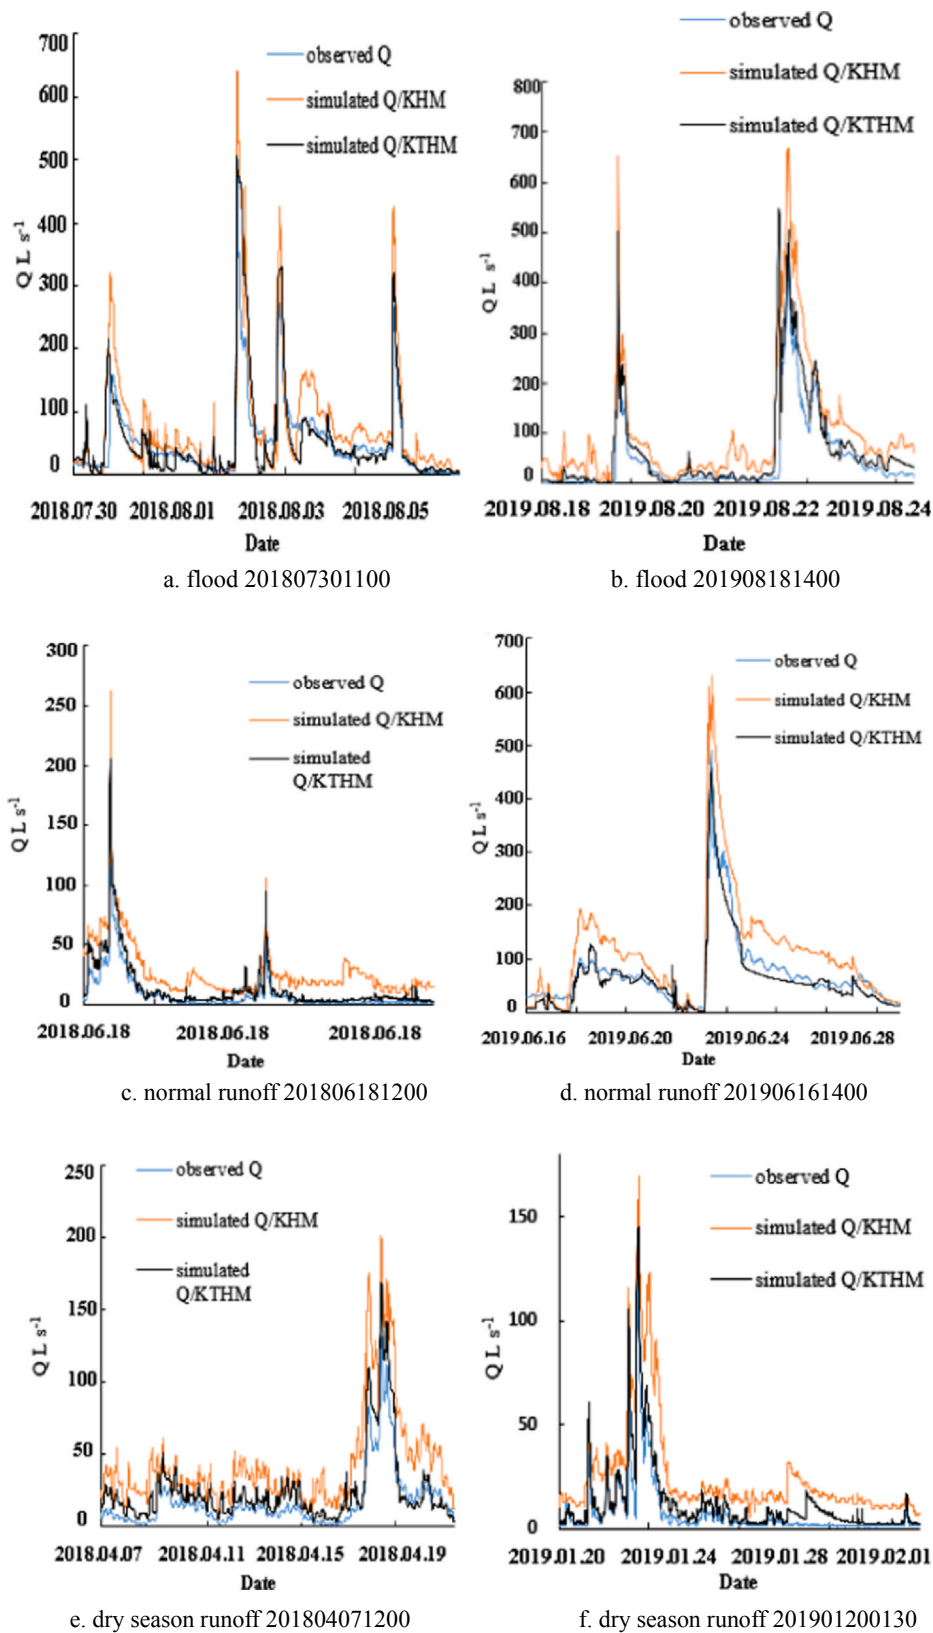 700
600
500
400
300
200
100
0
Q L s⁻¹
observed Q
simulated Q/KHM
simulated Q/KTHM
2018.07.30 2018.08.01 2018.08.03 2018.08.05
Date
a. flood 201807301100
800
700
600
500
400
300
200
100
0
Q L s⁻¹
observed Q
simulated Q/KHM
simulated Q/KTHM
2019.08.18 2019.08.20 2019.08.22 2019.08.24
Date
b. flood 201908181400
300
250
200
150
100
50
0
Q L s⁻¹
observed Q
simulated Q/KHM
simulated
Q/KTHM
2018.06.18 2018.06.18 2018.06.18
Date
c. normal runoff 201806181200
700
600
500
400
300
200
100
0
Q L s⁻¹
observed Q
simulated Q/KHM
simulated Q/KTHM
2019.06.16 2019.06.20 2019.06.24 2019.06.28
Date
d. normal runoff 201906161400
250
200
150
100
50
0
Q L s⁻¹
observed Q
simulated Q/KHM
simulated
Q/KTHM
2018.04.07 2018.04.11 2018.04.15 2018.04.19
Date
e. dry season runoff 201804071200
150
100
50
0
Q L s⁻¹
observed Q
simulated Q/KHM
simulated Q/KTHM
2019.01.20 2019.01.24 2019.01.28 2019.02.01
Date
f. dry season runoff 201901200130